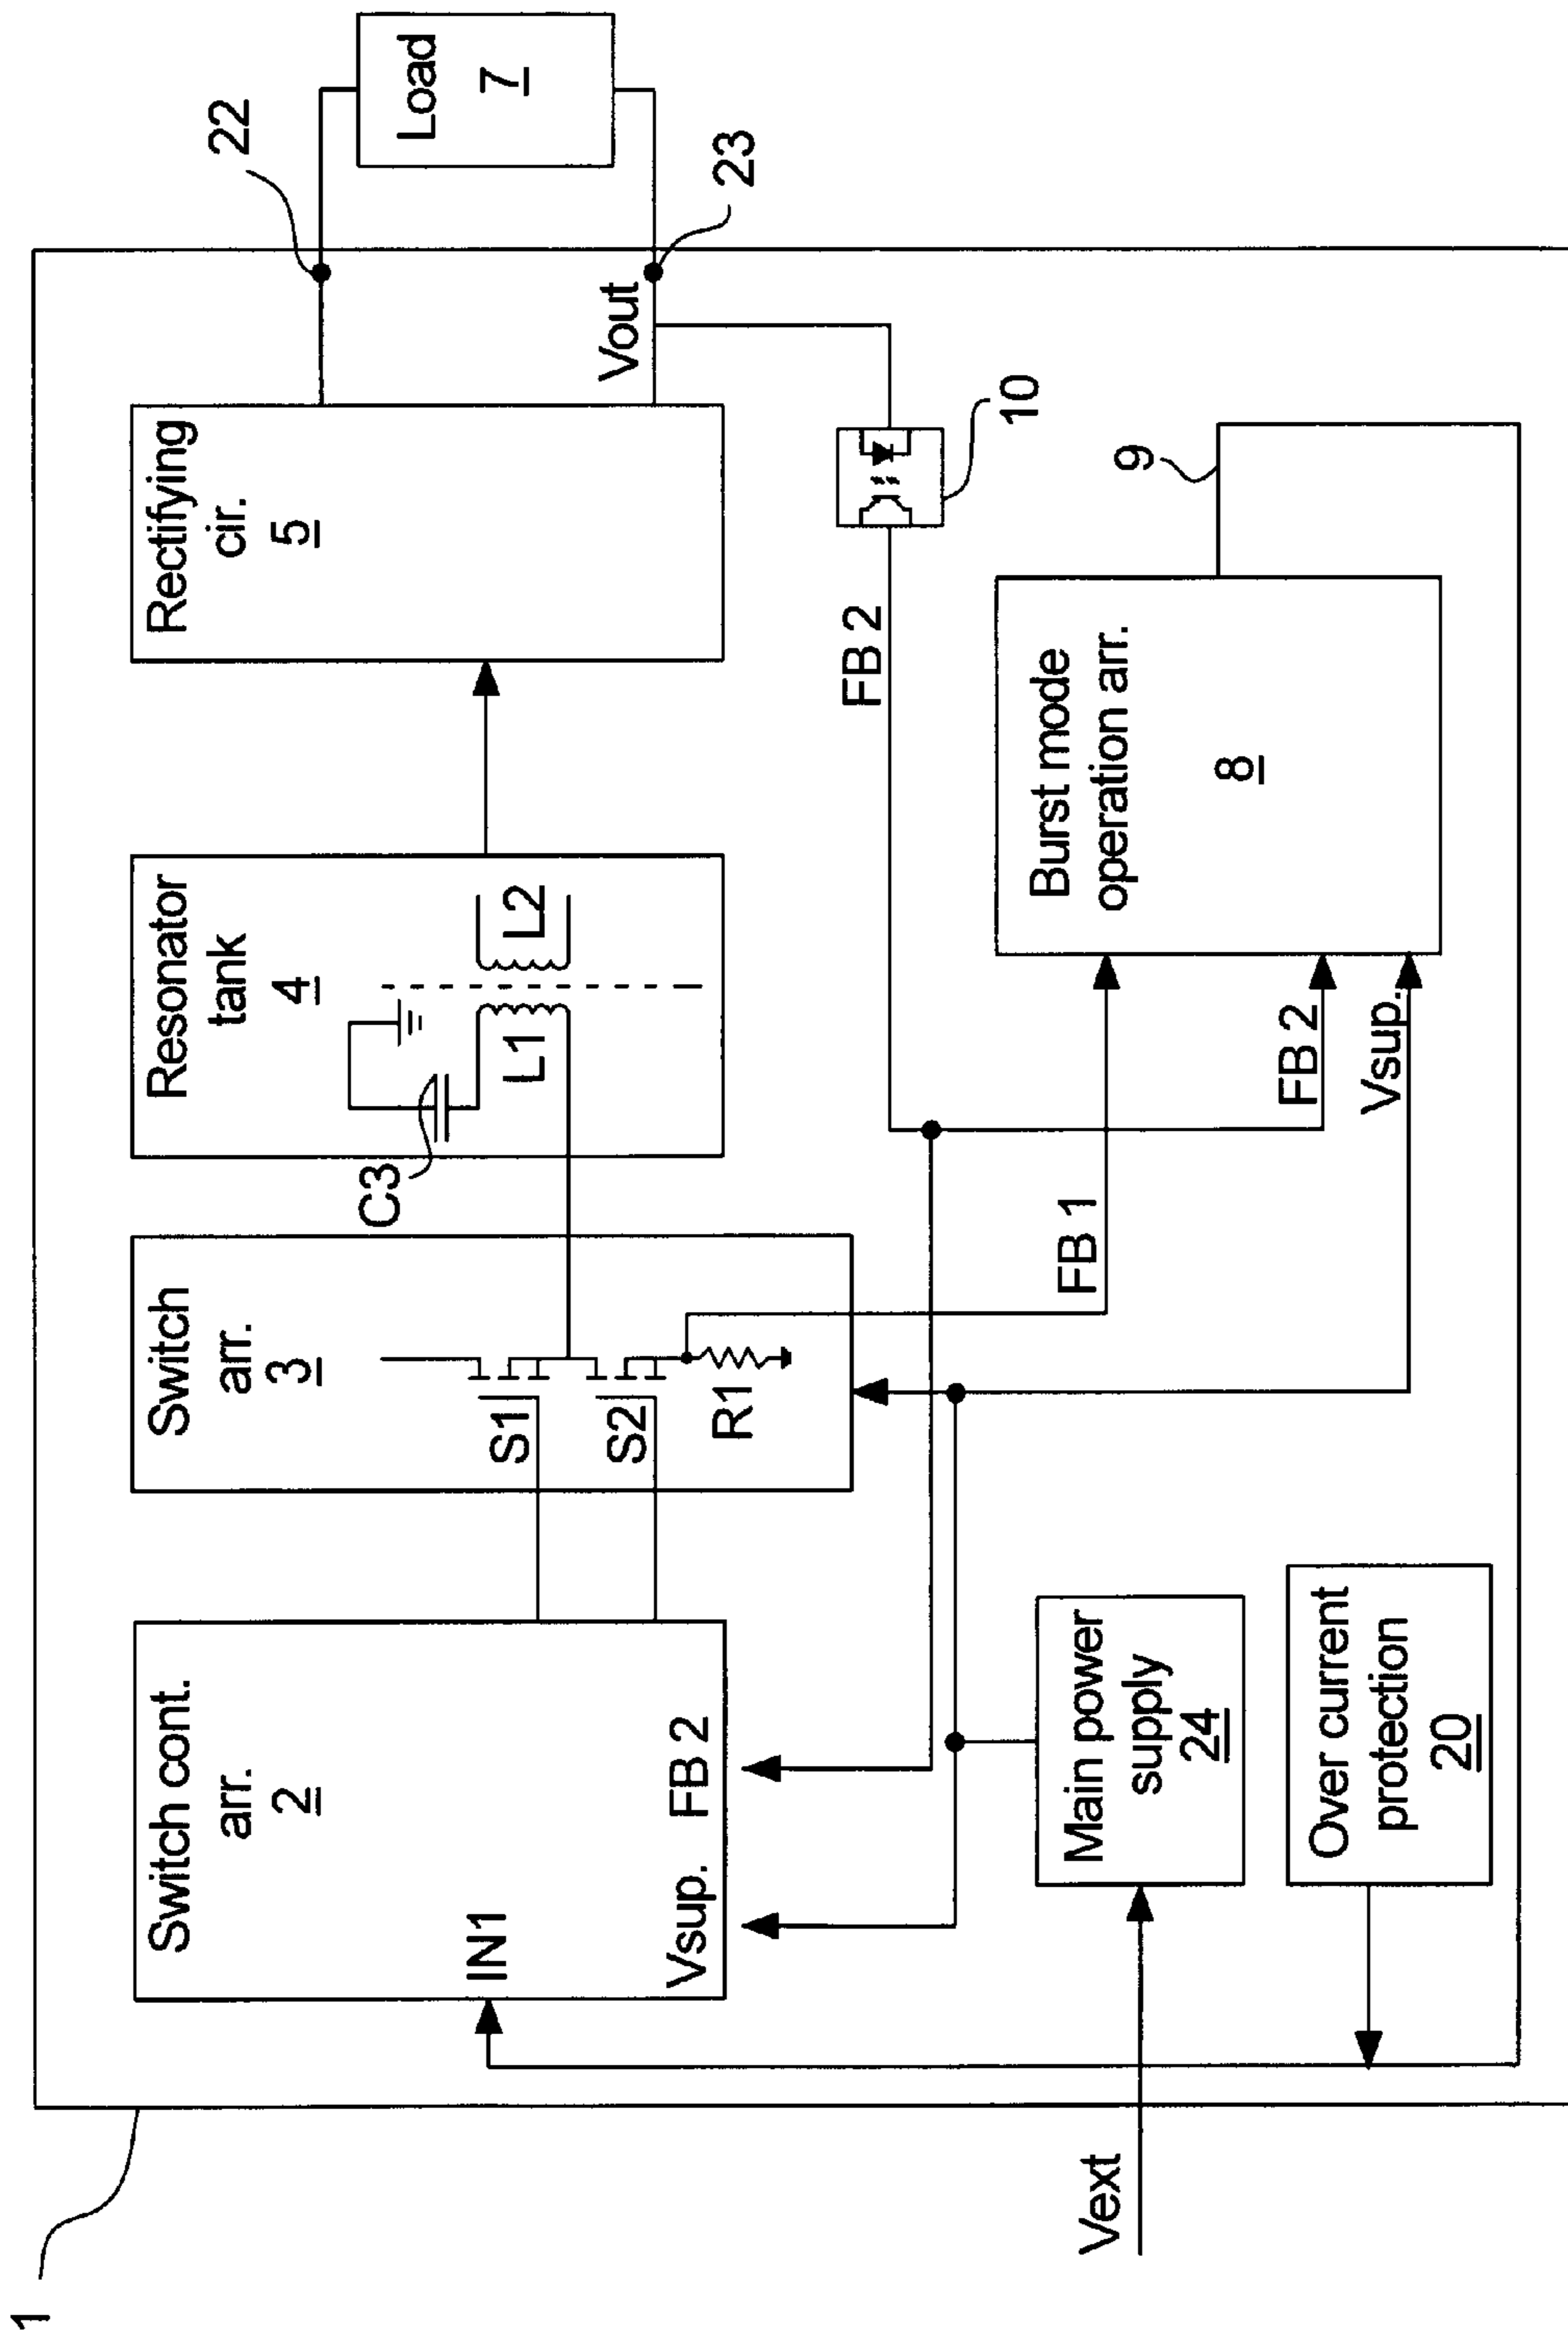 1
Switch cont.
arr.
2
IN1
Vsup.
FB 2
Switch
arr.
3
S1
S2
R1
C3
Resonator
tank
4
L1
L2
Rectifying
cir.
5
Vout
22
23
Load
7
10
FB 2
FB 1
FB 2
Vsup.
Burst mode
operation arr.
8
9
Main power
supply
24
Over current
protection
20
Vext